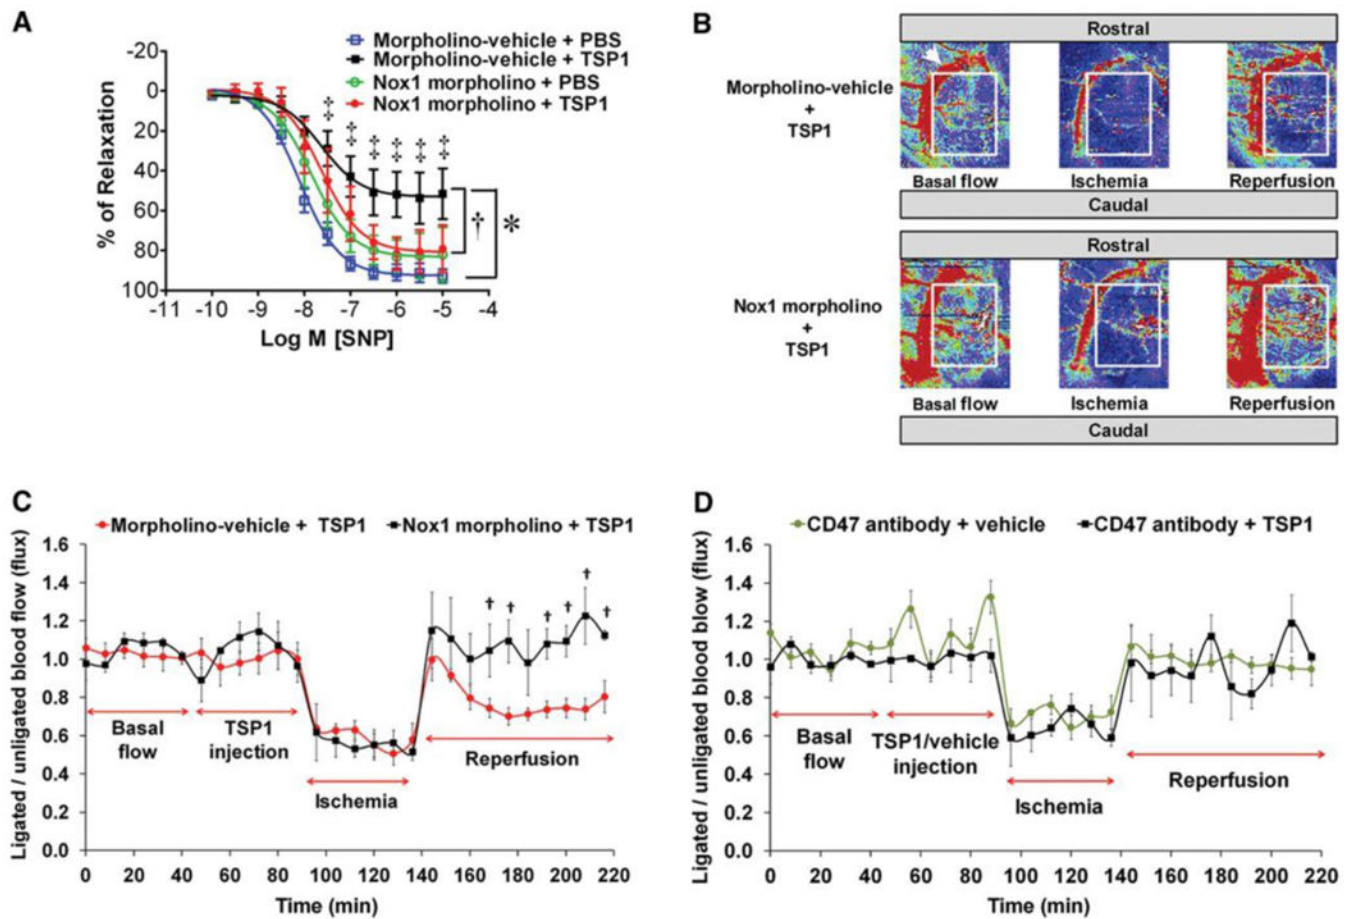 A
Morpholino-vehicle + PBS
Morpholino-vehicle + TSP1
Nox1 morpholino + PBS
Nox1 morpholino + TSP1
% of Relaxation
-20
0
20
40
60
80
100
‡ ‡ ‡ ‡ ‡ ‡
† *
-11 -10 -9 -8 -7 -6 -5 -4
Log M [SNP]
B
Rostral
Morpholino-vehicle
+
TSP1
Basal flow Ischemia Reperfusion
Caudal
Rostral
Nox1 morpholino
+
TSP1
Basal flow Ischemia Reperfusion
Caudal
C
Morpholino-vehicle + TSP1 Nox1 morpholino + TSP1
Ligated / unligated blood flow (flux)
1.6
1.4
1.2
1.0
0.8
0.6
0.4
0.2
0.0
† † † † † †
Basal
flow
TSP1
injection
Ischemia
Reperfusion
0 20 40 60 80 100 120 140 160 180 200 220
Time (min)
D
CD47 antibody + vehicle CD47 antibody + TSP1
Ligated / unligated blood blow (flux)
1.6
1.4
1.2
1.0
0.8
0.6
0.4
0.2
0.0
Basal
flow
TSP1/vehicle
injection
Ischemia
Reperfusion
0 20 40 60 80 100 120 140 160 180 200 220
Time (min)